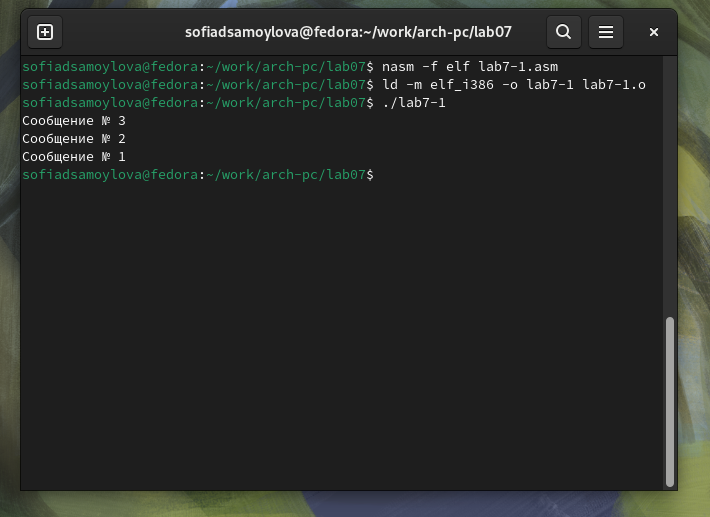 sofiadsamoylova@fedora:~/work/arch-pc/lab07
sofiadsamoylova@fedora:~/work/arch-pc/lab07$ nasm -f elf lab7-1.asm
sofiadsamoylova@fedora:~/work/arch-pc/lab07$ ld -m elf_i386 -o lab7-1 lab7-1.o
sofiadsamoylova@fedora:~/work/arch-pc/lab07$ ./lab7-1
Сообщение № 3
Сообщение № 2
Сообщение № 1
sofiadsamoylova@fedora:~/work/arch-pc/lab07$